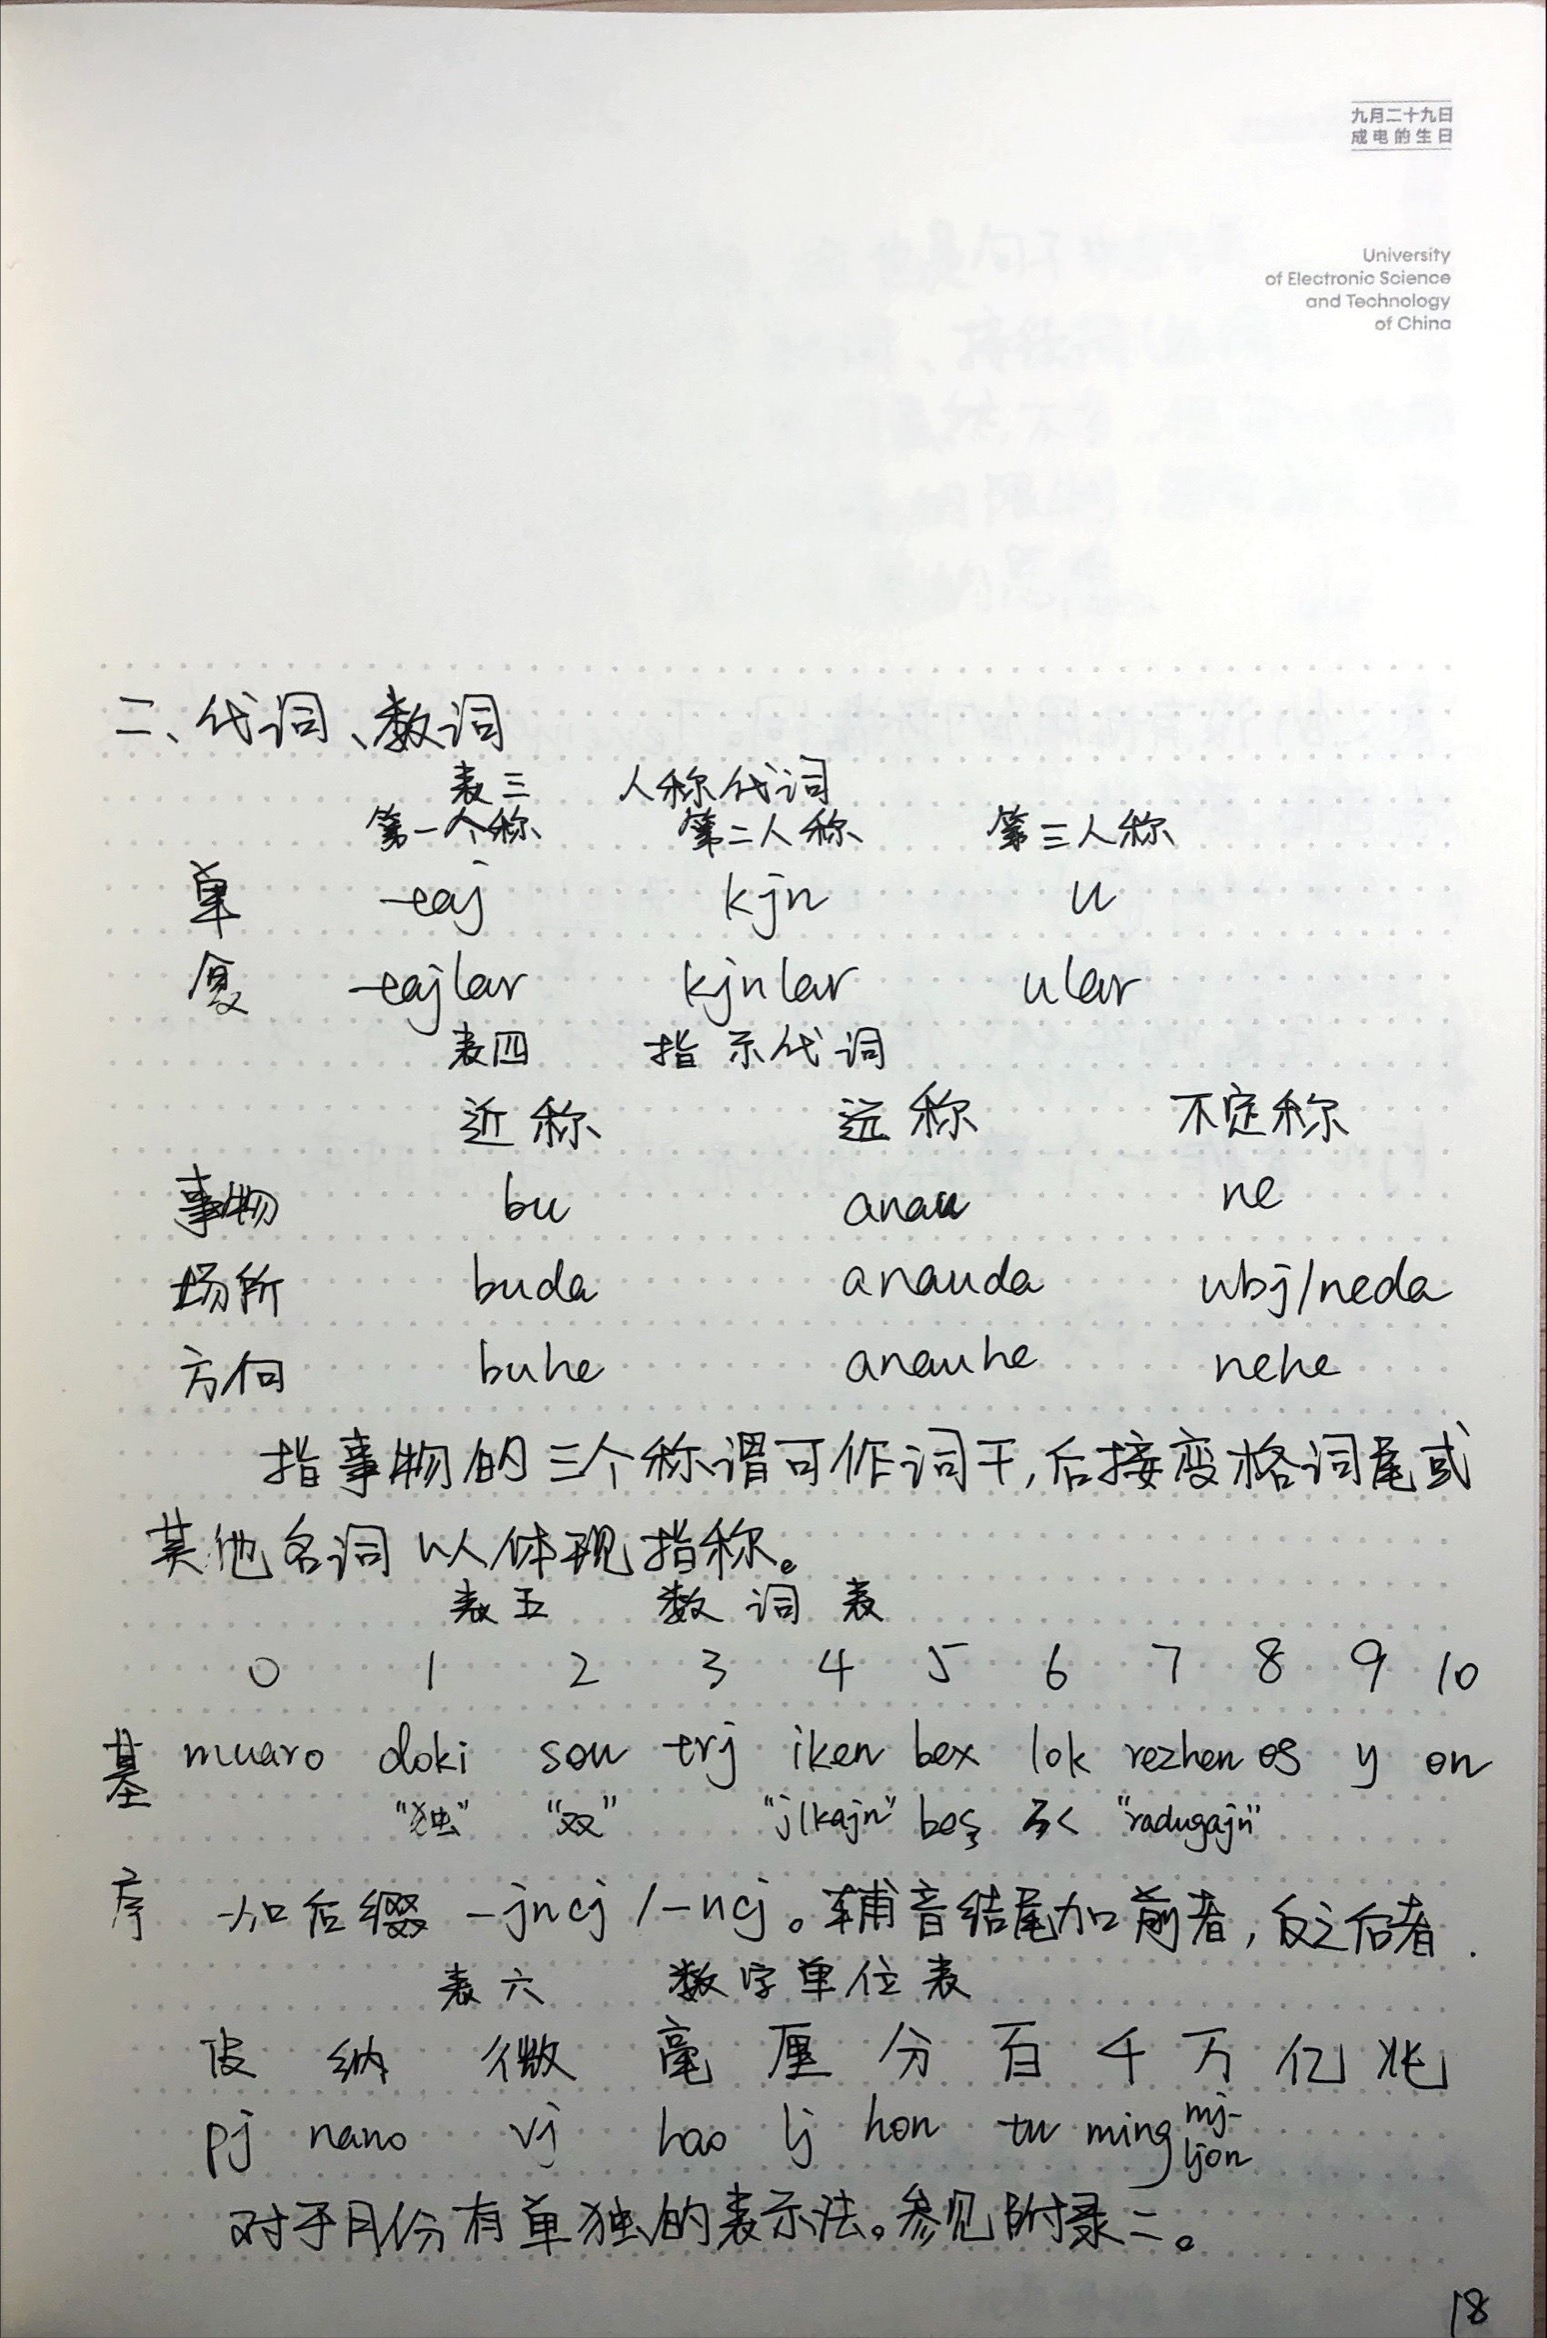 九月二十九日
成电的生日
University
of Electronic Science
and Technology
of China
二、代词、数词
表三 人称代词
第一个称 第二人称 第三人称
单 eaj kjn u
复 eajlar kjnlar ular
表四 指示代词
近称 远称 不定称
事物 bu anau ne
场所 buda anauda ubj/neda
方向 buhe anauhe nehe
指事物的三个称谓可作词干,后接变格词尾或
其他名词以体现指称。
表五 数词表
0 1 2 3 4 5 6 7 8 9 10
基 muaro doki sou erj iken bex lok rezhen os y on
"独" "双" "jlkajn" beş "radugajn"
序 加后缀 -jncj/-ncj。辅音结尾加前者,反之后者.
表六 数字单位表
皮 纳 微 毫 厘 分 百 千 万 亿 兆
pj nano vj hao lj hon tu ming mj-
ljon
对于月份有单独的表示法。参见附录二。
18